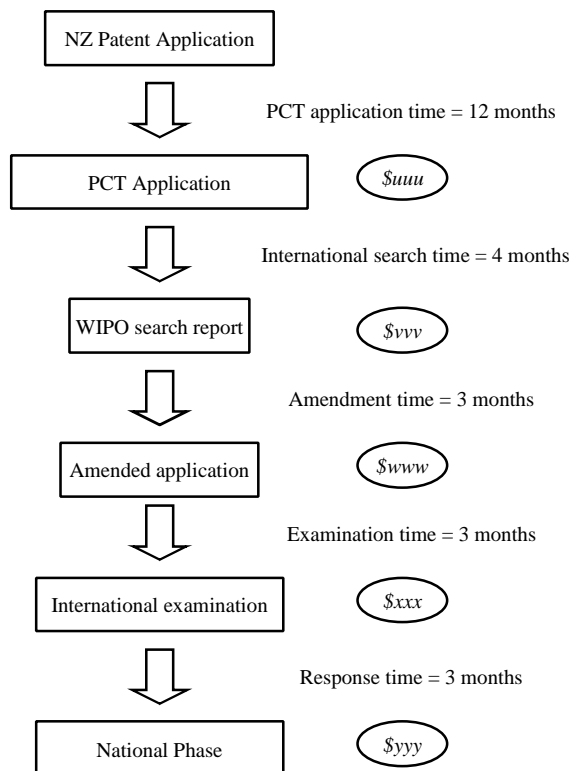 NZ Patent Application
PCT application time = 12 months
PCT Application
$uuu
International search time = 4 months
WIPO search report
$vvv
Amendment time = 3 months
Amended application
$www
Examination time = 3 months
International examination
$xxx
Response time = 3 months
National Phase
$yyy